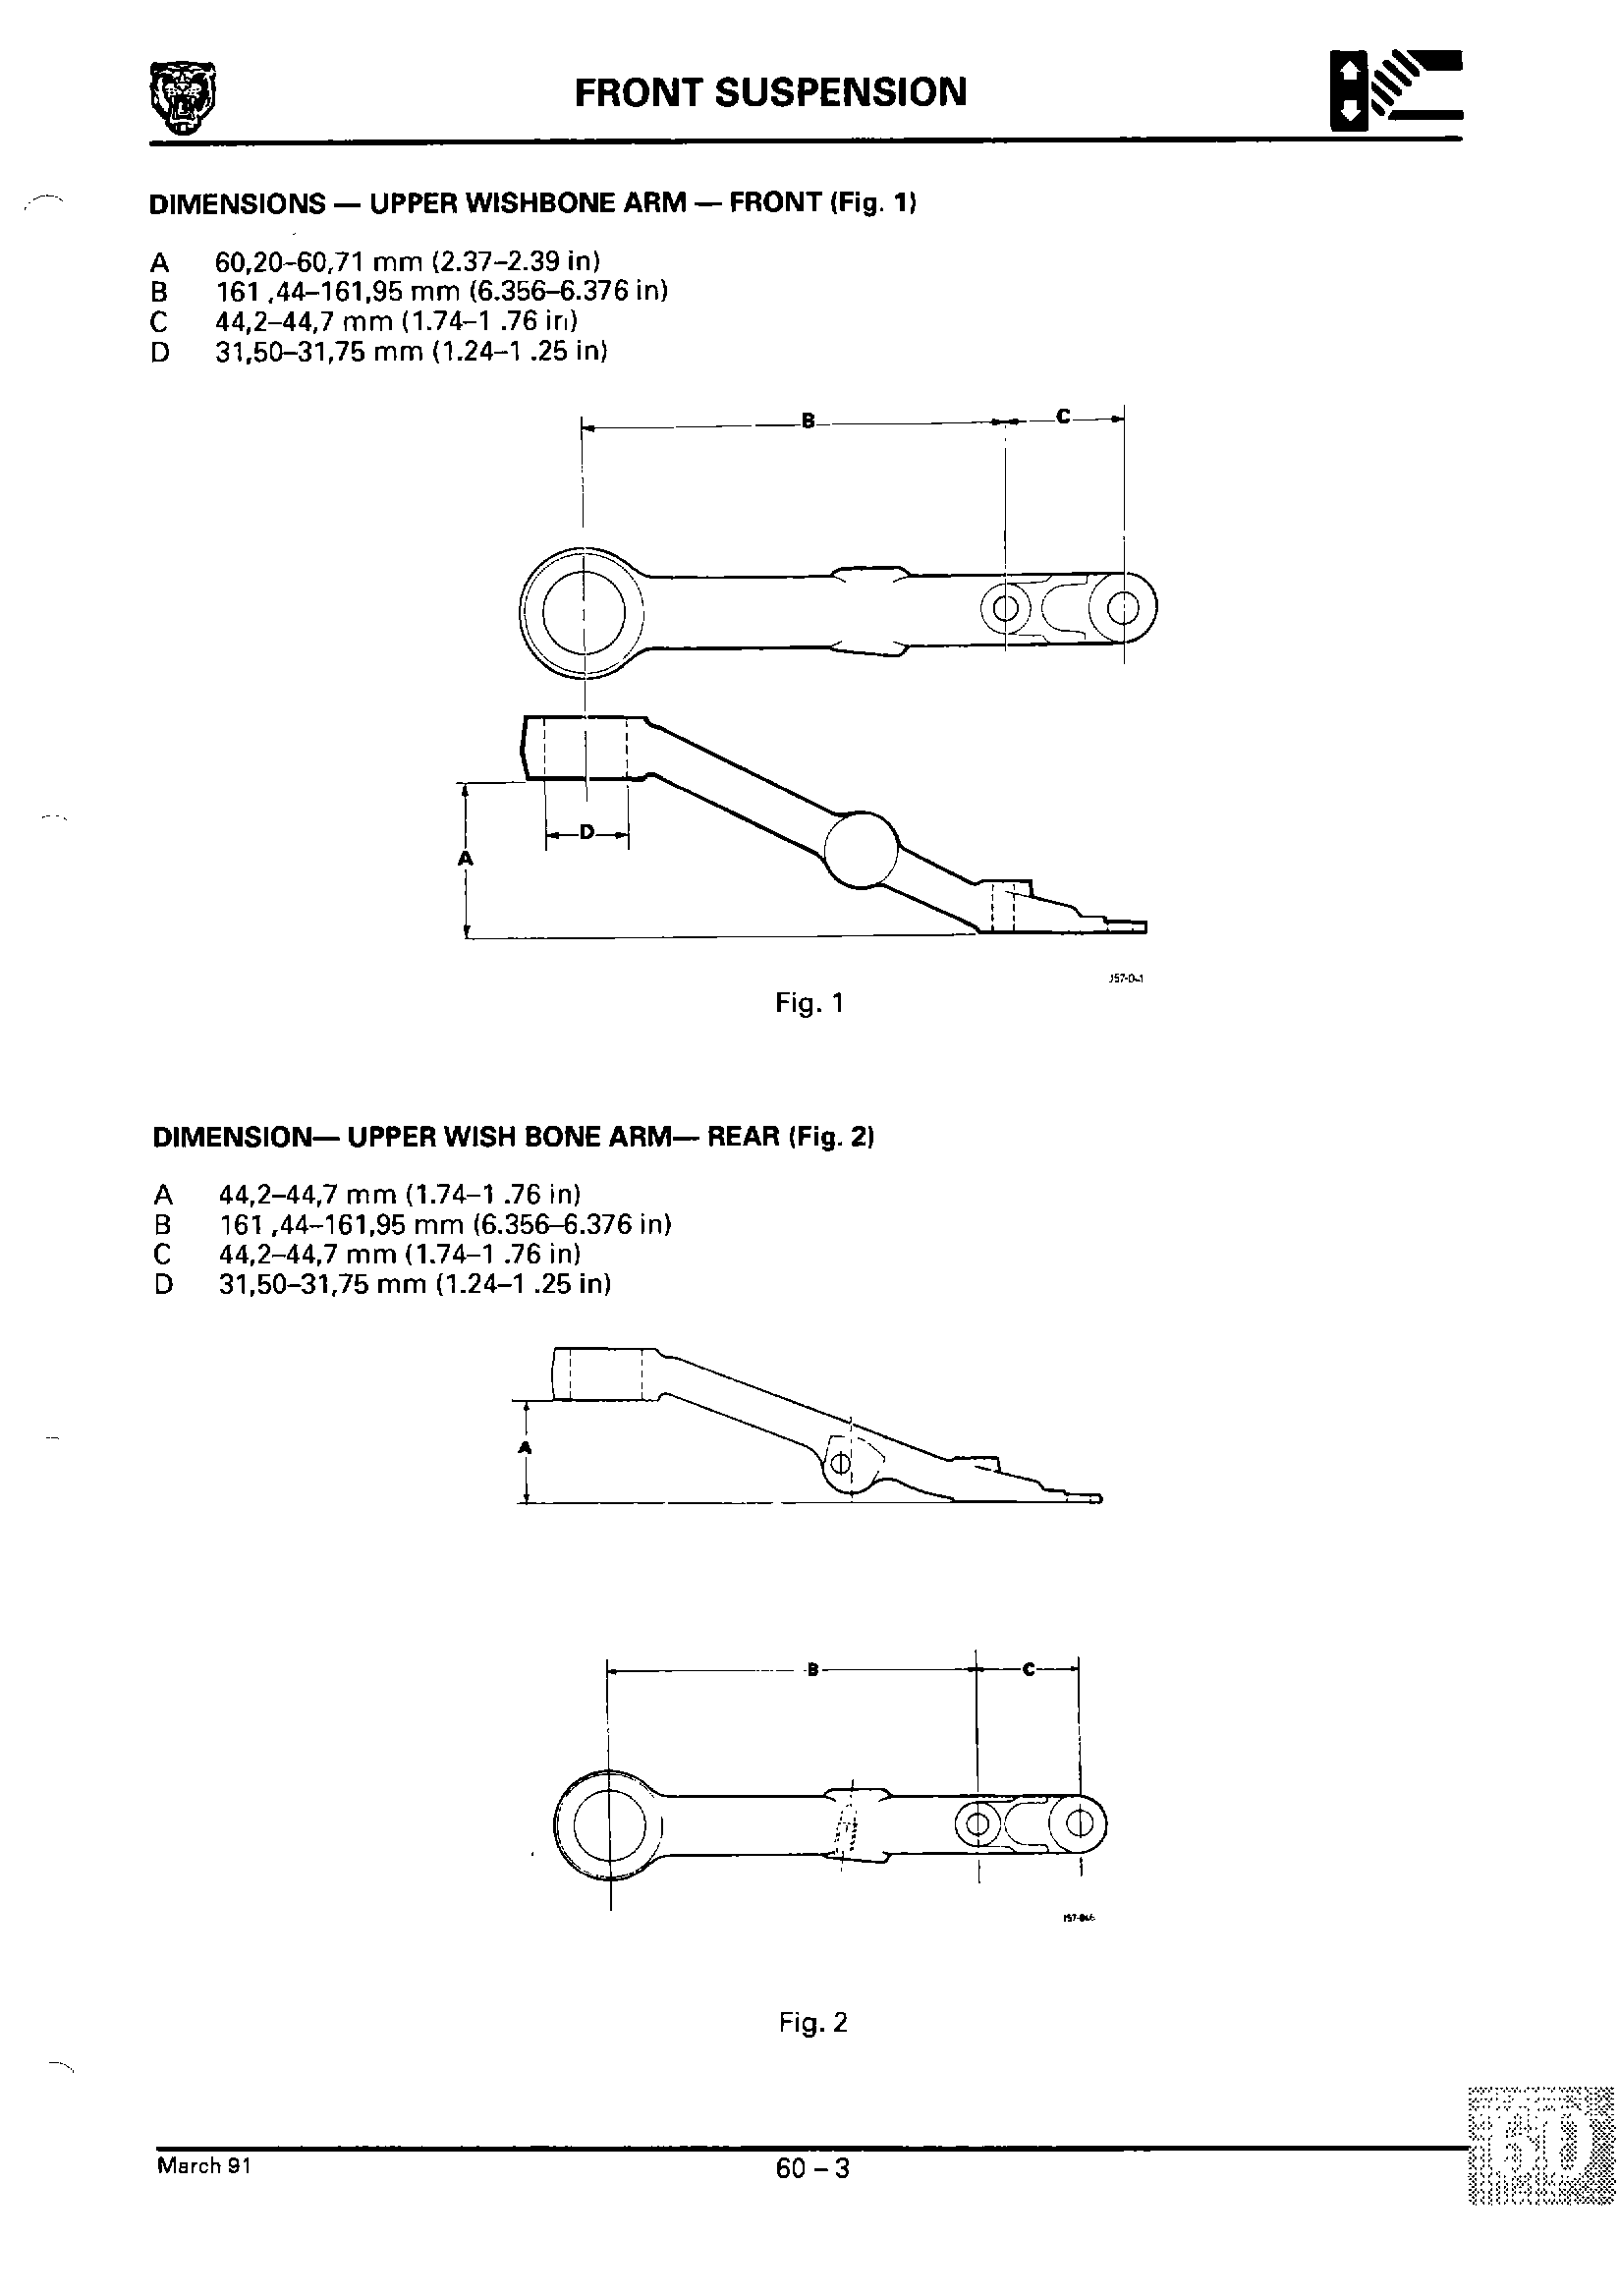 FRONT SUSPENSION
DIMENSIONS — UPPER WISHBONE ARM — FRONT (Fig. 1)
A 60,20–60,71 mm (2.37–2.39 in)
B 161 ,44–161,95 mm (6.356–6.376 in)
C 44,2–44,7 mm (1.74–1 .76 in)
D 31,50–31,75 mm (1.24–1 .25 in)
B C
D
A
Fig. 1
DIMENSION— UPPER WISH BONE ARM— REAR (Fig. 2)
A 44,2–44,7 mm (1.74–1 .76 in)
B 161 ,44–161,95 mm (6.356–6.376 in)
C 44,2–44,7 mm (1.74–1 .76 in)
D 31,50–31,75 mm (1.24–1 .25 in)
A
B C
Fig. 2
60
March 91 60 – 3